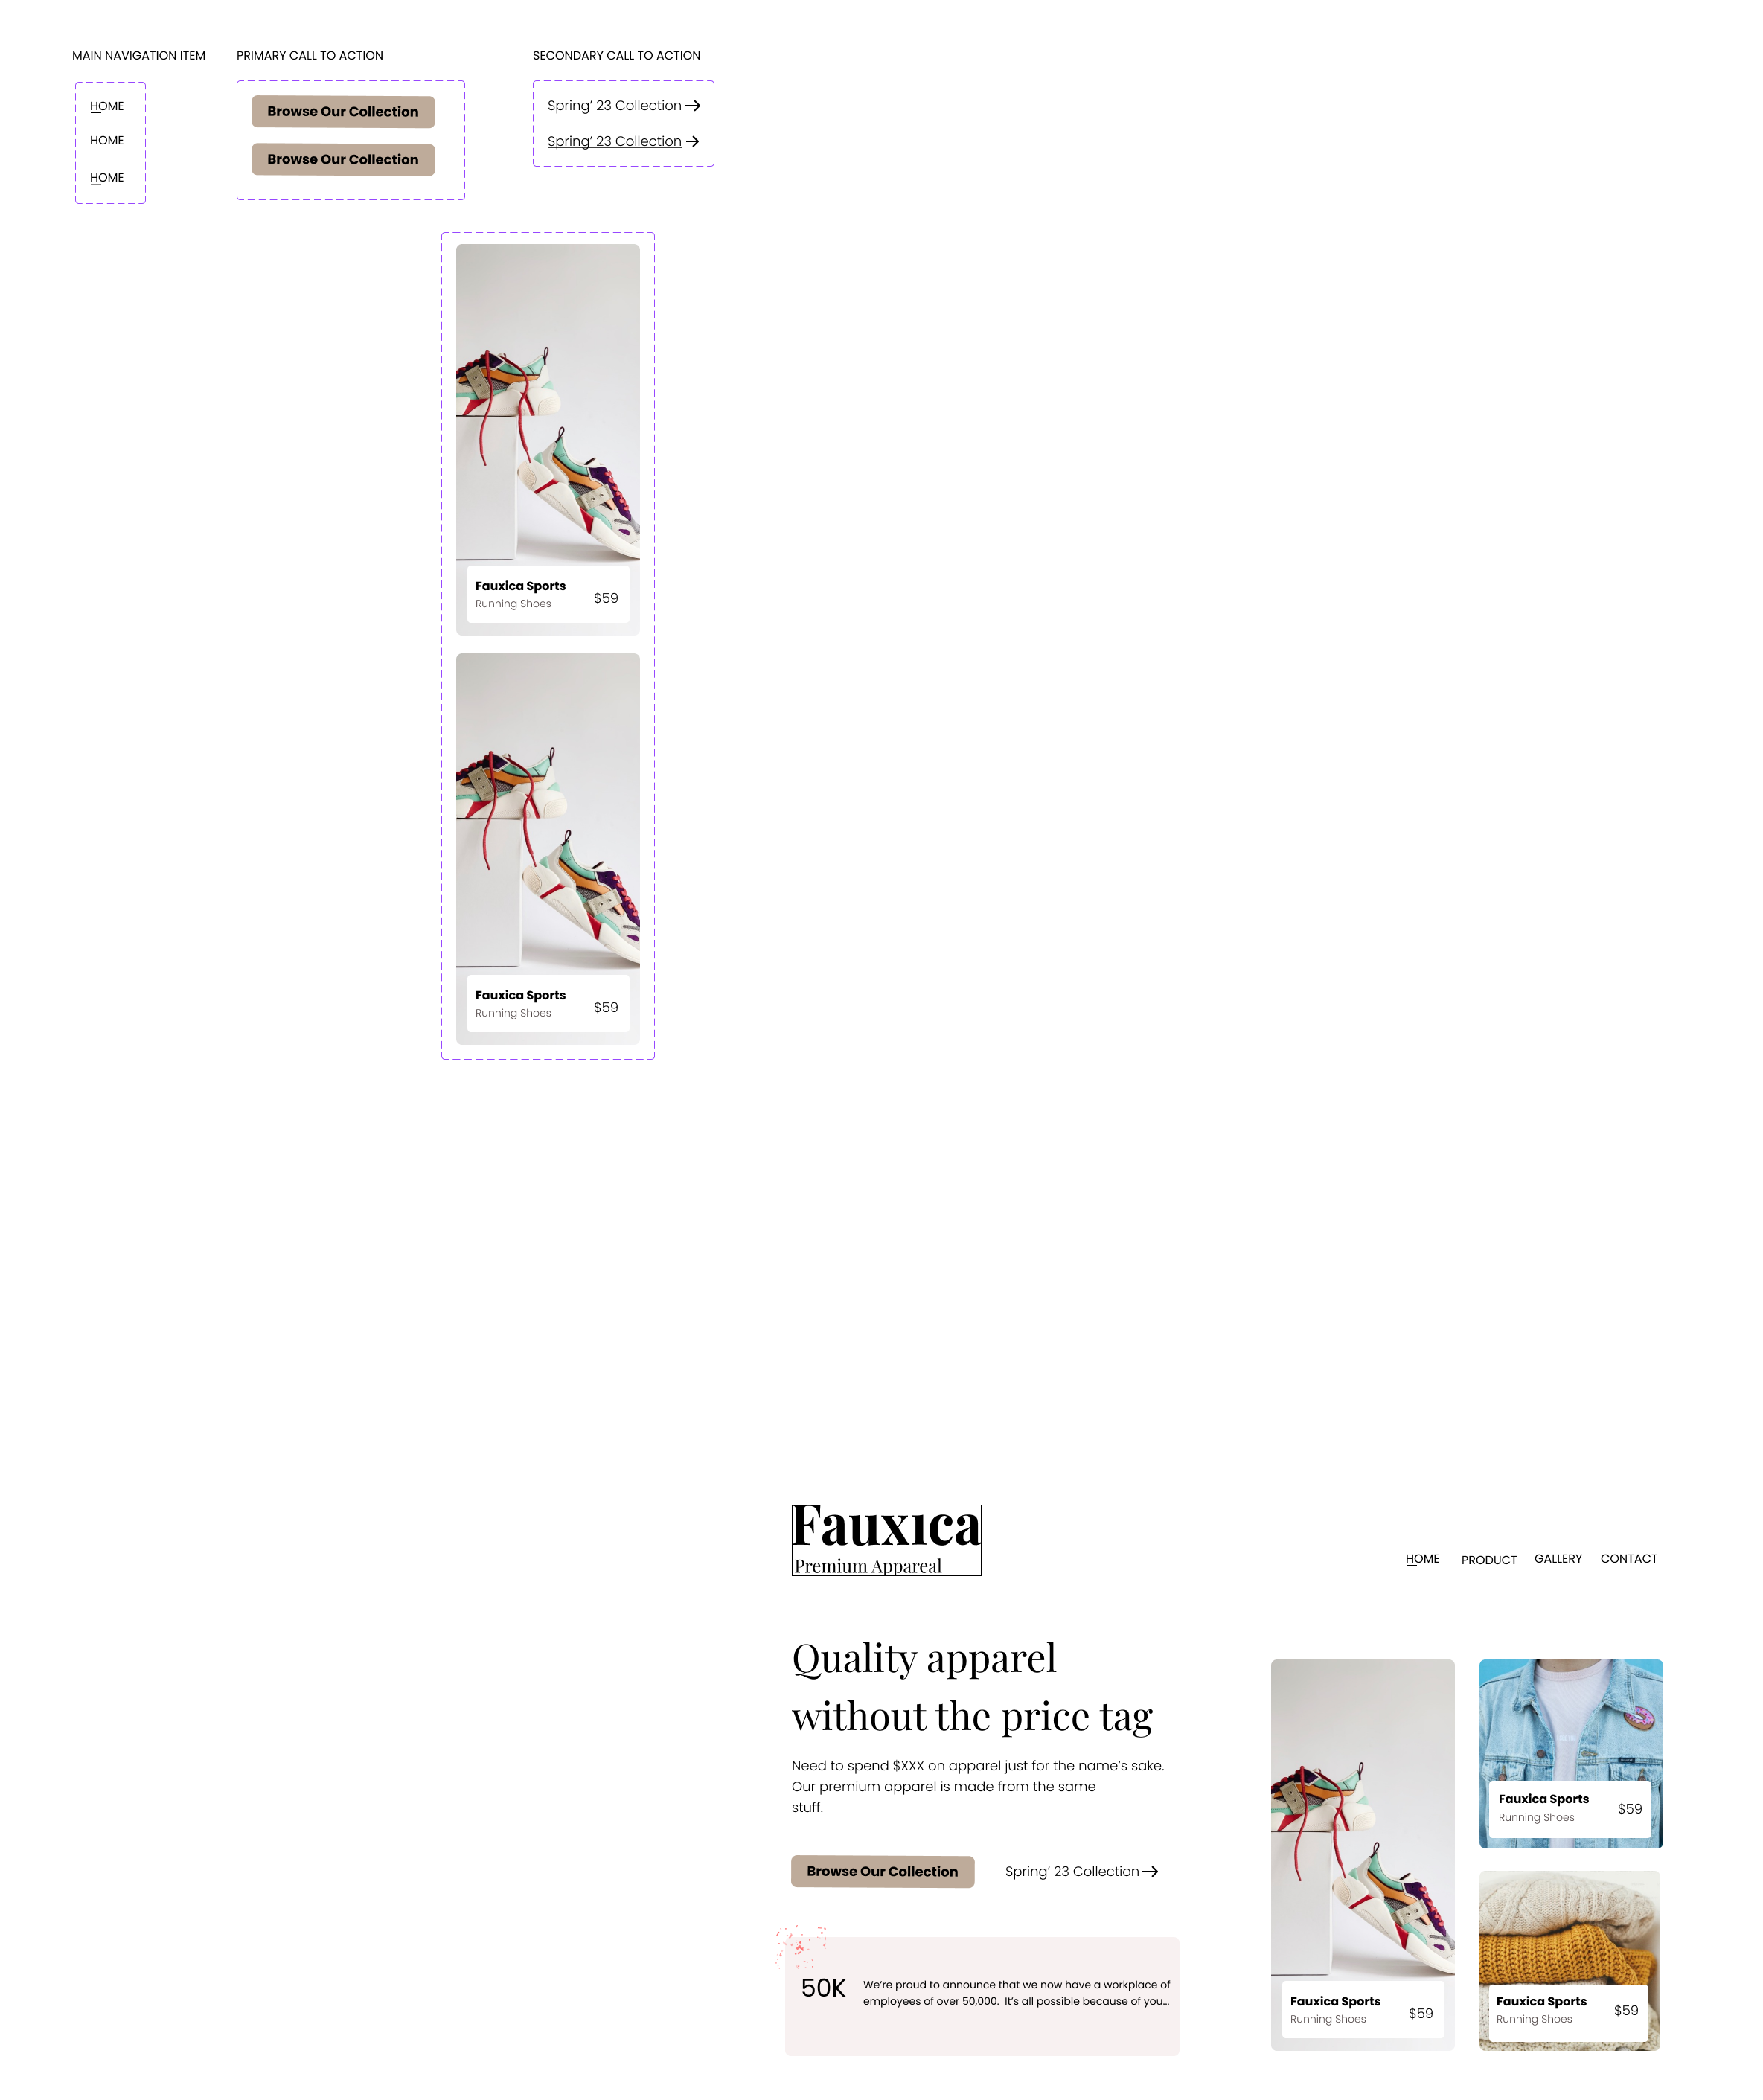 MAIN NAVIGATION ITEM
PRIMARY CALL TO ACTION
SECONDARY CALL TO ACTION
HOME
HOME
HOME
Browse Our Collection
Browse Our Collection
Spring’ 23 Collection
Spring’ 23 Collection
Fauxica Sports
Running Shoes
$59
Fauxica Sports
Running Shoes
$59
Fauxica
Premium Appareal
HOME
PRODUCT
GALLERY
CONTACT
Quality apparel
without the price tag
Need to spend $XXX on apparel just for the name’s sake.
Our premium apparel is made from the same
stuff.
Browse Our Collection
Spring’ 23 Collection
50K
We’re proud to announce that we now have a workplace of
employees of over 50,000. It’s all possible because of you...
Fauxica Sports
Running Shoes
$59
Fauxica Sports
Running Shoes
$59
Fauxica Sports
Running Shoes
$59